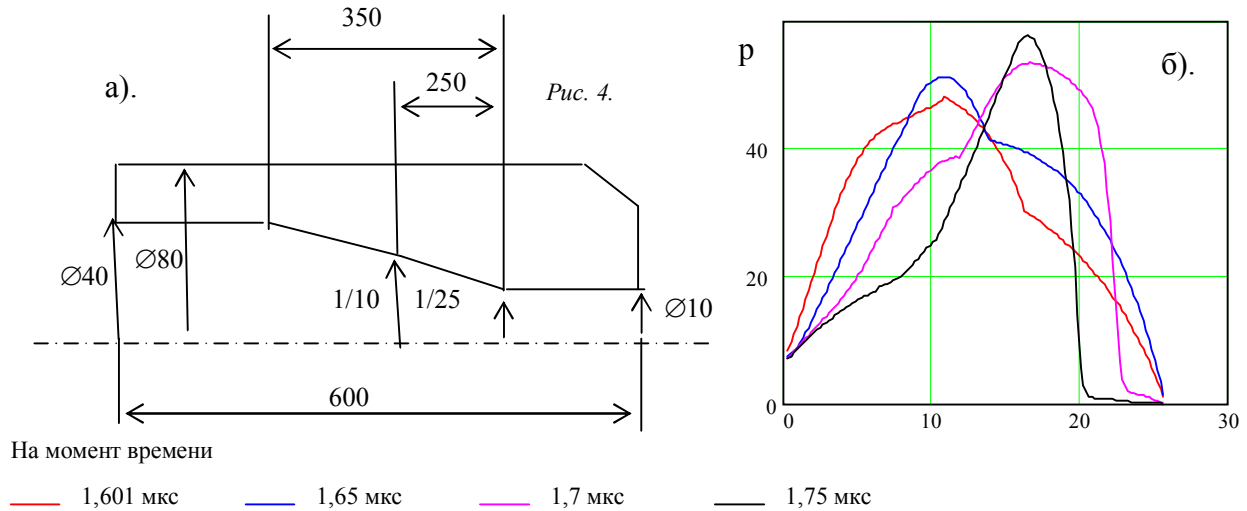 350
а).
250
Рис. 4.
∅40
∅80
1/10
1/25
∅10
600
р
б).
40
20
0
0
10
20
30
На момент времени
1,601 мкс
1,65 мкс
1,7 мкс
1,75 мкс